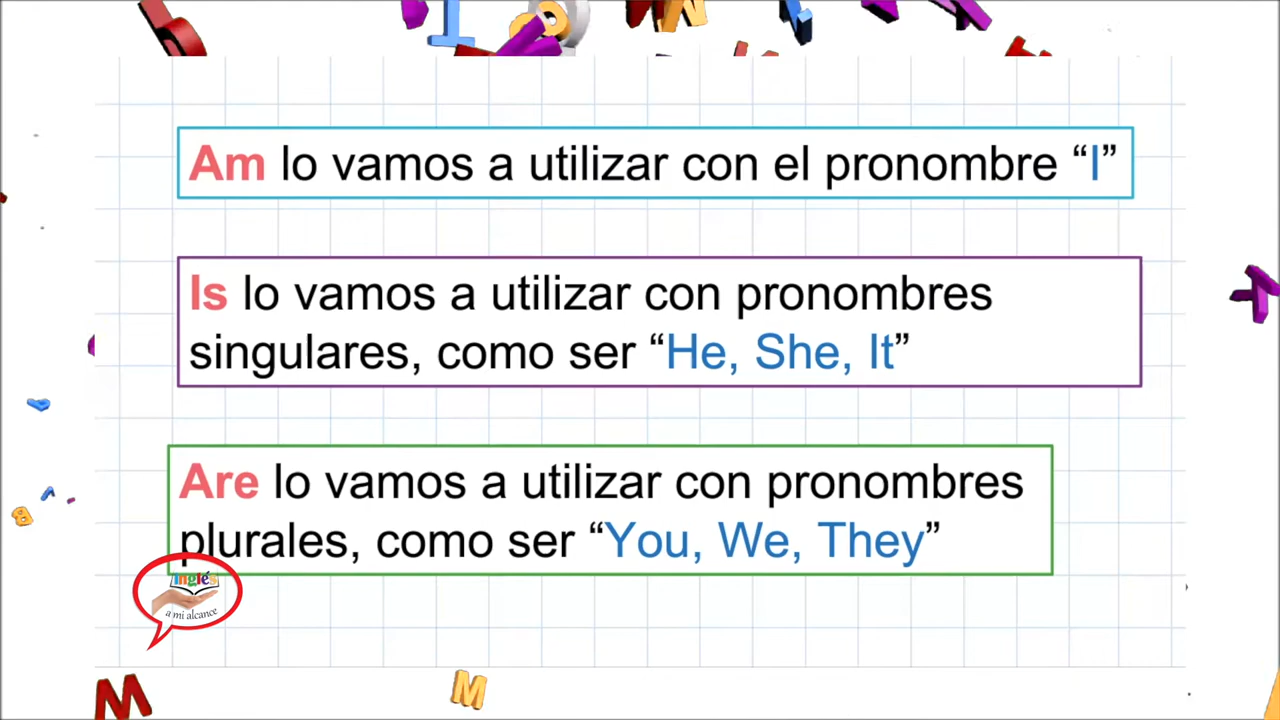 Am lo vamos a utilizar con el pronombre “I”
Is lo vamos a utilizar con pronombres
singulares, como ser “He, She, It”
Are lo vamos a utilizar con pronombres
plurales, como ser “You, We, They”
Inglés
a mi alcance
M
M